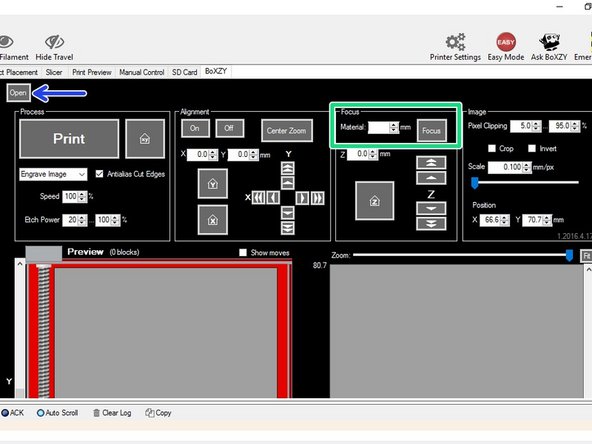 Filament Hide Travel Printer Settings Easy Mode Ask BoXZY Emer
EASY
ct Placement Slicer Print Preview Manual Control SD Card BoXZY
Open
Process Alignment Focus Image
Print XY On Off Center Zoom Material: mm Focus Pixel Clipping 5.0 ... 95.0 %
X 0.0 Y 0.0 mm Y Z 0.0 mm Crop Invert
Engrave Image Antialias Cut Edges Y Scale 0.100 mm/px
Speed 100 % X Z Z
Etch Power 20 ... 100 % X Position
X 66.6 Y 70.7 mm
1.2016.4.17
Preview (0 blocks) Show moves Zoom: Fit
80.7
Y
ACK Auto Scroll Clear Log Copy